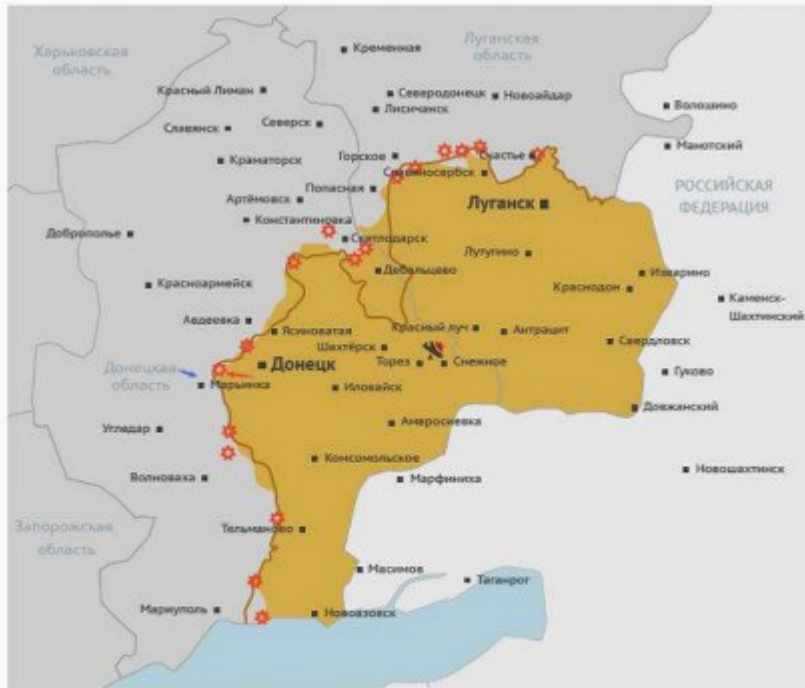 Харьковская
область
Кременная
Луганская
область
Красный Лиман
Северодонецк
Новоайдар
Лисичанск
Волошино
Славянск
Северск
Манотский
Краматорск
Горское
Счастье
Славяносербск
Попасная
РОССИЙСКАЯ
ФЕДЕРАЦИЯ
Артёмовск
Луганск
Константиновка
Доброполье
Светлодарск
Лутугино
Дебальцево
Изварино
Красноармейск
Краснодон
Каменск-
Шахтинский
Авдеевка
Ясиноватая
Красный луч
Антрацит
Шахтёрск
Свердловск
Донецкая
область
Донецк
Торез
Снежное
Гуково
Марьинка
Иловайск
Довжанский
Угледар
Амвросиевка
Комсомольское
Новошахтинск
Волноваха
Марфиниха
Запорожская
область
Тельманово
Масимов
Таганрог
Мариуполь
Новоазовск